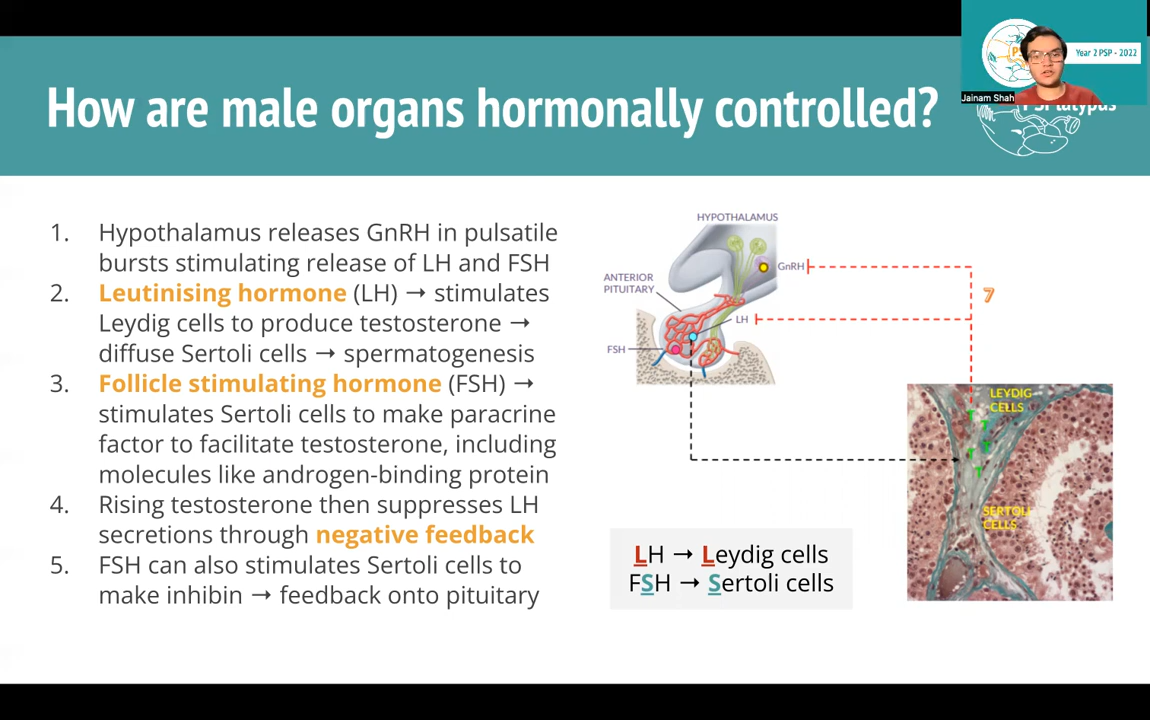 Year 2 PSP - 2022
Jainam Shah
How are male organs hormonally controlled?
1. Hypothalamus releases GnRH in pulsatile
bursts stimulating release of LH and FSH
2. Leutinising hormone (LH) → stimulates
Leydig cells to produce testosterone →
diffuse Sertoli cells → spermatogenesis
3. Follicle stimulating hormone (FSH) →
stimulates Sertoli cells to make paracrine
factor to facilitate testosterone, including
molecules like androgen-binding protein
4. Rising testosterone then suppresses LH
secretions through negative feedback
5. FSH can also stimulates Sertoli cells to
make inhibin → feedback onto pituitary
HYPOTHALAMUS
GnRH
ANTERIOR
PITUITARY
LH
FSH
7
LEYDIG
CELLS
T
T
T
T
T
SERTOLI
CELLS
LH → Leydig cells
FSH → Sertoli cells